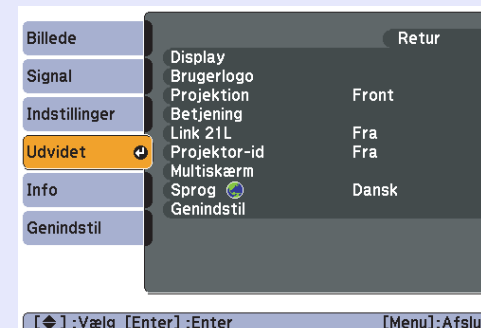 Billede
Signal
Indstillinger
Udvidet
Info
Genindstil
Retur
Display
Brugerlogo
Projektion Front
Betjening
Link 21L Fra
Projektor-id Fra
Multiskærm
Sprog Dansk
Genindstil
[ ] :Vælg [Enter] :Enter [Menu]:Afslu